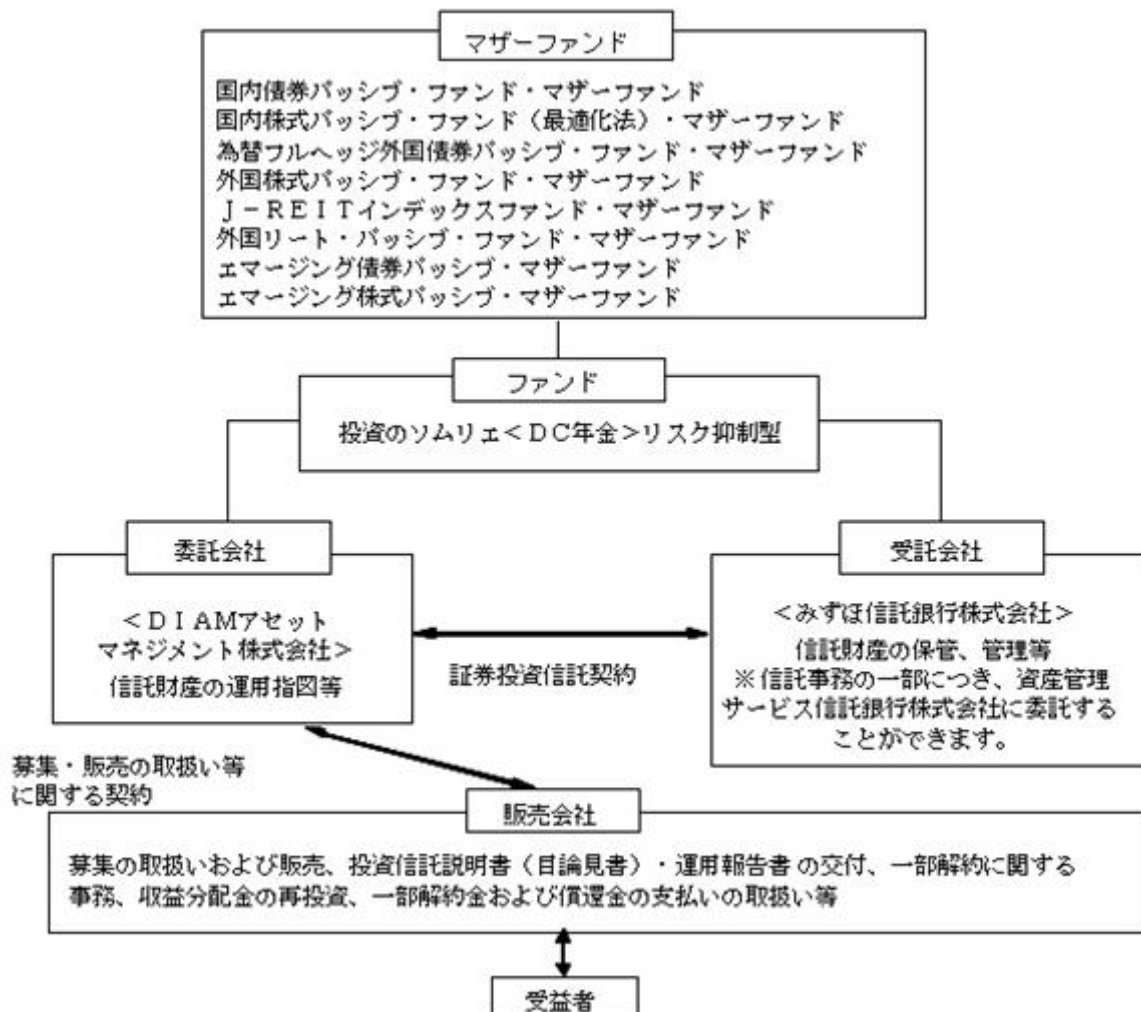 マザーファンド
国内債券パッシブ・ファンド・マザーファンド
国内株式パッシブ・ファンド（最適化法）・マザーファンド
為替フルヘッジ外国債券パッシブ・ファンド・マザーファンド
外国株式パッシブ・ファンド・マザーファンド
Ｊ－ＲＥＩＴインデックスファンド・マザーファンド
外国リート・パッシブ・ファンド・マザーファンド
エマージング債券パッシブ・マザーファンド
エマージング株式パッシブ・マザーファンド
ファンド
投資のソムリエ＜ＤＣ年金＞リスク抑制型
委託会社
＜ＤＩＡＭアセット
マネジメント株式会社＞
信託財産の運用指図等
証券投資信託契約
受託会社
＜みずほ信託銀行株式会社＞
信託財産の保管、管理等
※信託事務の一部につき、資産管理
サービス信託銀行株式会社に委託する
ことができます。
募集・販売の取扱い等
に関する契約
販売会社
募集の取扱いおよび販売、投資信託説明書（目論見書）・運用報告書の交付、一部解約に関する
事務、収益分配金の再投資、一部解約金および償還金の支払いの取扱い等
受益者